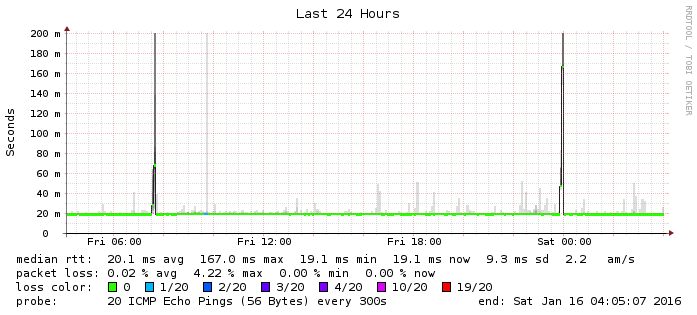 Last 24 Hours
RRDTOOL / TOBI OETIKER
Seconds
200 m
180 m
160 m
140 m
120 m
100 m
80 m
60 m
40 m
20 m
0
Fri 06:00 Fri 12:00 Fri 18:00 Sat 00:00
median rtt: 20.1 ms avg 167.0 ms max 19.1 ms min 19.1 ms now 9.3 ms sd 2.2 am/s
packet loss: 0.02 % avg 4.22 % max 0.00 % min 0.00 % now
loss color: 0 1/20 2/20 3/20 4/20 10/20 19/20
probe: 20 ICMP Echo Pings (56 Bytes) every 300s end: Sat Jan 16 04:05:07 2016